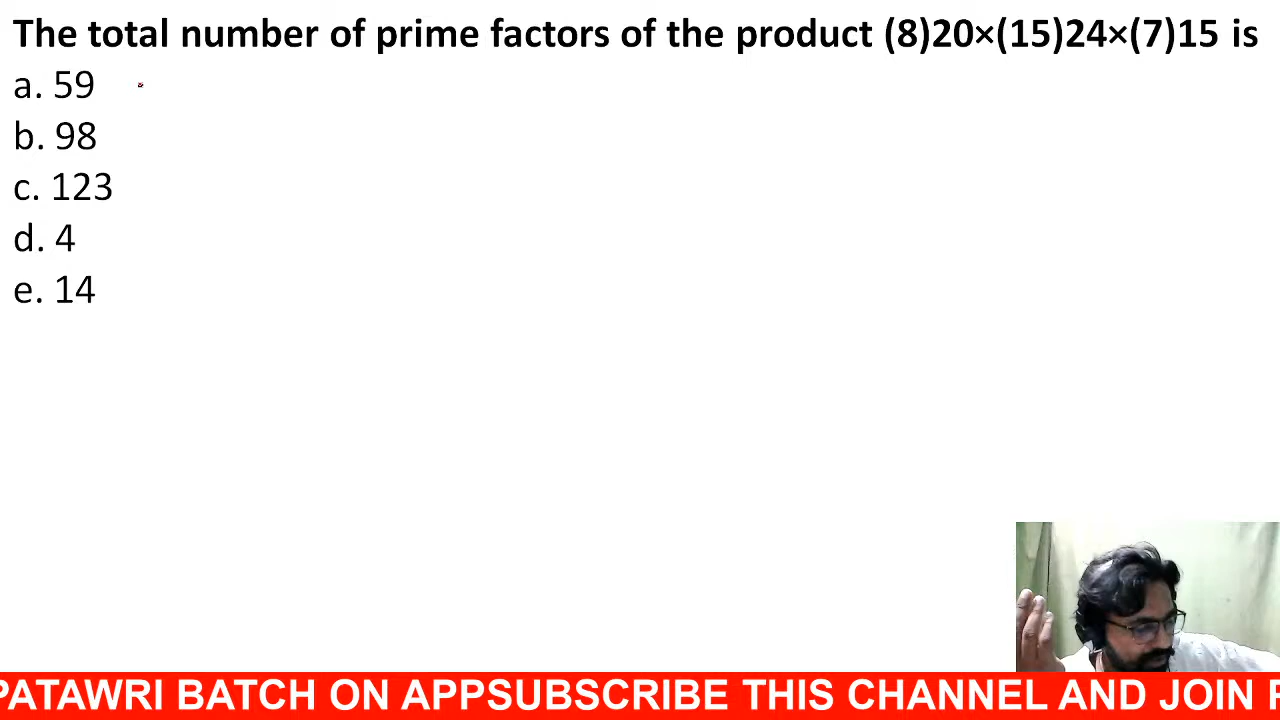 The total number of prime factors of the product (8)20×(15)24×(7)15 is
a. 59
b. 98
c. 123
d. 4
e. 14
PATAWRI BATCH ON APPSUBSCRIBE THIS CHANNEL AND JOIN